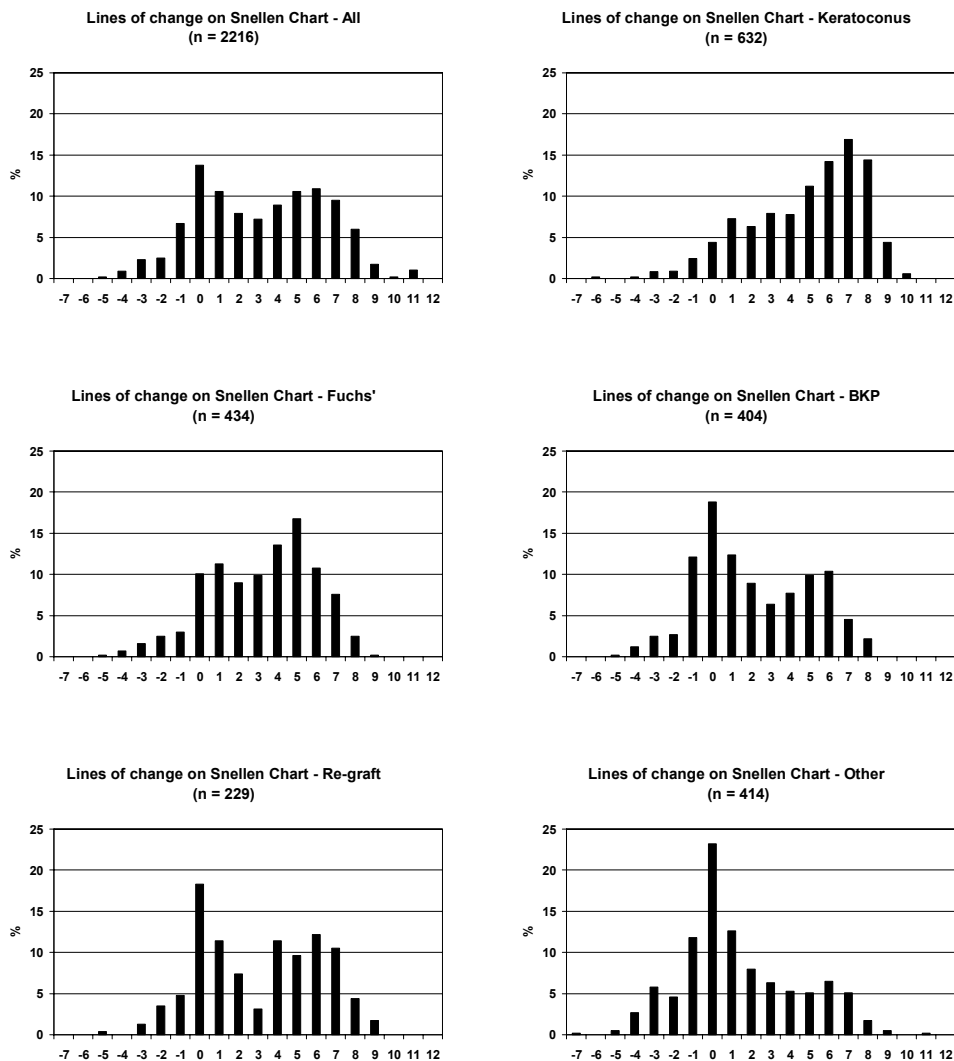 Lines of change on Snellen Chart - All
(n = 2216)
25
20
15
10
5
0
%
-7 -6 -5 -4 -3 -2 -1 0 1 2 3 4 5 6 7 8 9 10 11 12
Lines of change on Snellen Chart - Keratoconus
(n = 632)
25
20
15
10
5
0
%
-7 -6 -5 -4 -3 -2 -1 0 1 2 3 4 5 6 7 8 9 10 11 12
Lines of change on Snellen Chart - Fuchs'
(n = 434)
25
20
15
10
5
0
%
-7 -6 -5 -4 -3 -2 -1 0 1 2 3 4 5 6 7 8 9 10 11 12
Lines of change on Snellen Chart - BKP
(n = 404)
25
20
15
10
5
0
%
-7 -6 -5 -4 -3 -2 -1 0 1 2 3 4 5 6 7 8 9 10 11 12
Lines of change on Snellen Chart - Re-graft
(n = 229)
25
20
15
10
5
0
%
-7 -6 -5 -4 -3 -2 -1 0 1 2 3 4 5 6 7 8 9 10 11 12
Lines of change on Snellen Chart - Other
(n = 414)
25
20
15
10
5
0
%
-7 -6 -5 -4 -3 -2 -1 0 1 2 3 4 5 6 7 8 9 10 11 12